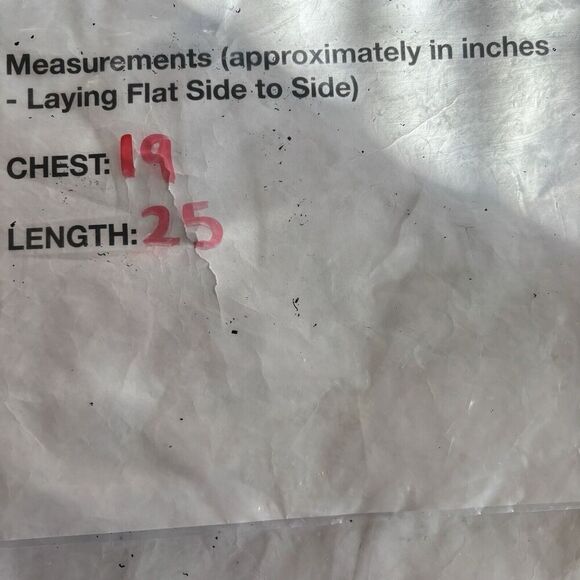 Measurements (approximately in inches
- Laying Flat Side to Side)
CHEST: 19
LENGTH: 25